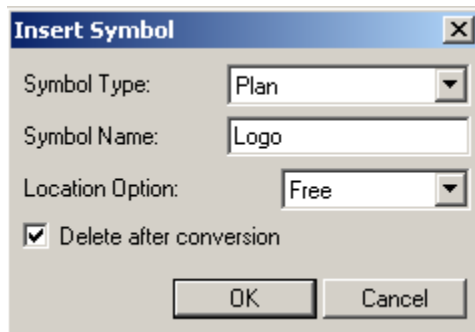 Insert Symbol
Symbol Type: Plan
Symbol Name: Logo
Location Option: Free
Delete after conversion
OK Cancel